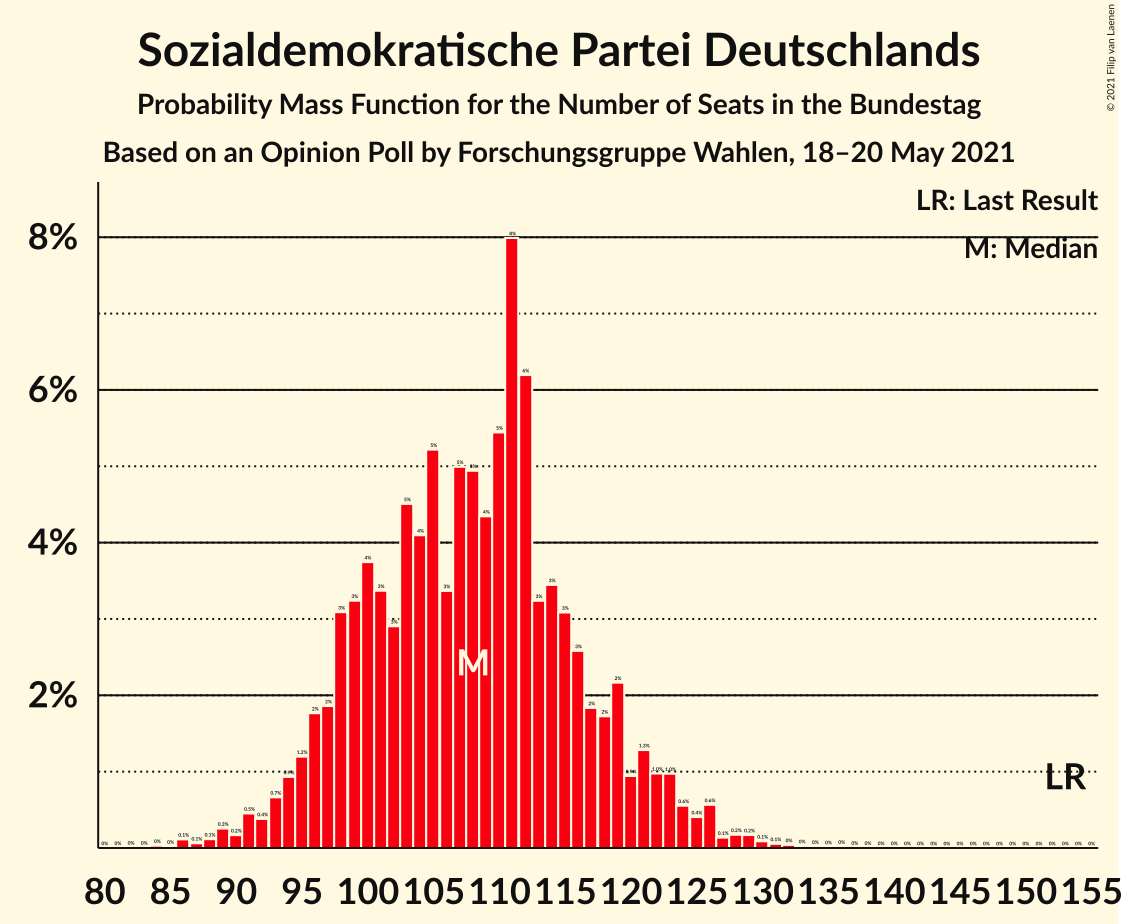 Sozialdemokratische Partei Deutschlands
Probability Mass Function for the Number of Seats in the Bundestag
Based on an Opinion Poll by Forschungsgruppe Wahlen, 18–20 May 2021
© 2021 Filip van Laenen
LR: Last Result
M: Median
8%
6%
4%
2%
M
LR
80 85 90 95 100 105 110 115 120 125 130 135 140 145 150 155